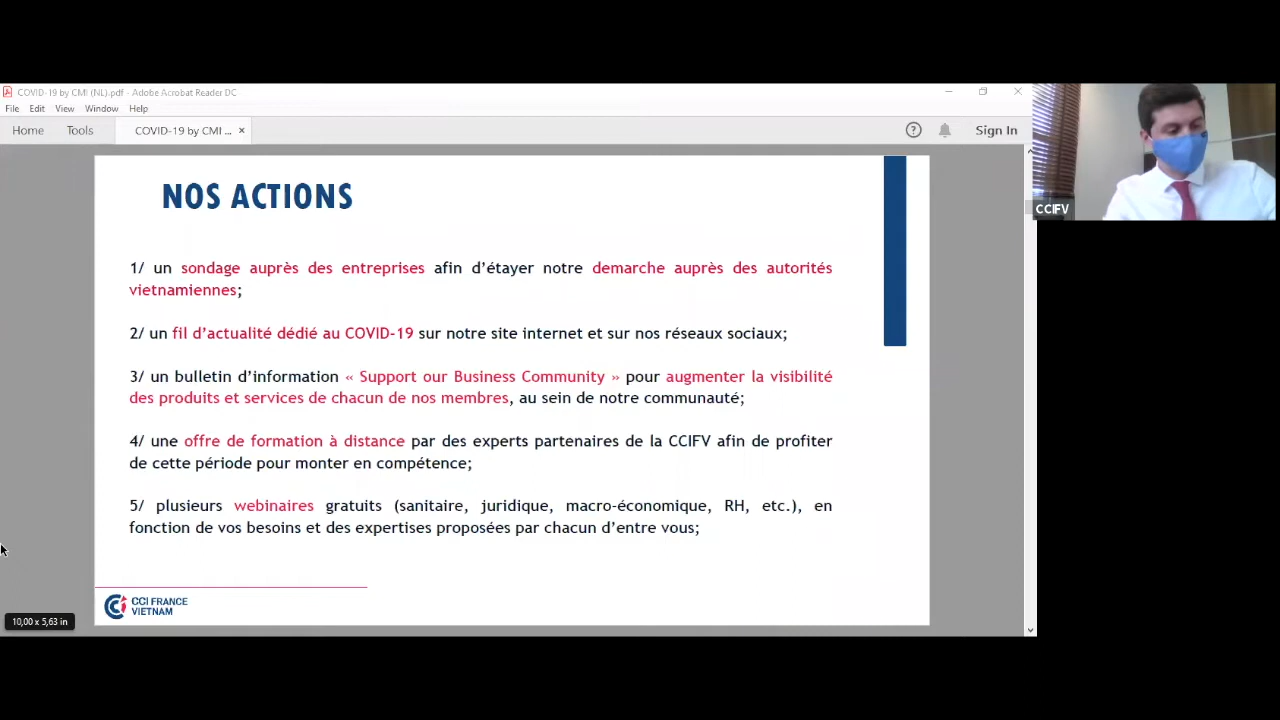 COVID-19 by CMI (NL).pdf - Adobe Acrobat Reader DC
File Edit View Window Help
Home Tools COVID-19 by CMI ... × Sign In
CCIFV
NOS ACTIONS
1/ un sondage auprès des entreprises afin d'étayer notre demarche auprès des autorités
vietnamiennes;
2/ un fil d'actualité dédié au COVID-19 sur notre site internet et sur nos réseaux sociaux;
3/ un bulletin d'information « Support our Business Community » pour augmenter la visibilité
des produits et services de chacun de nos membres, au sein de notre communauté;
4/ une offre de formation à distance par des experts partenaires de la CCIFV afin de profiter
de cette période pour monter en compétence;
5/ plusieurs webinaires gratuits (sanitaire, juridique, macro-économique, RH, etc.), en
fonction de vos besoins et des expertises proposées par chacun d'entre vous;
CCI FRANCE
VIETNAM
10,00 x 5,63 in